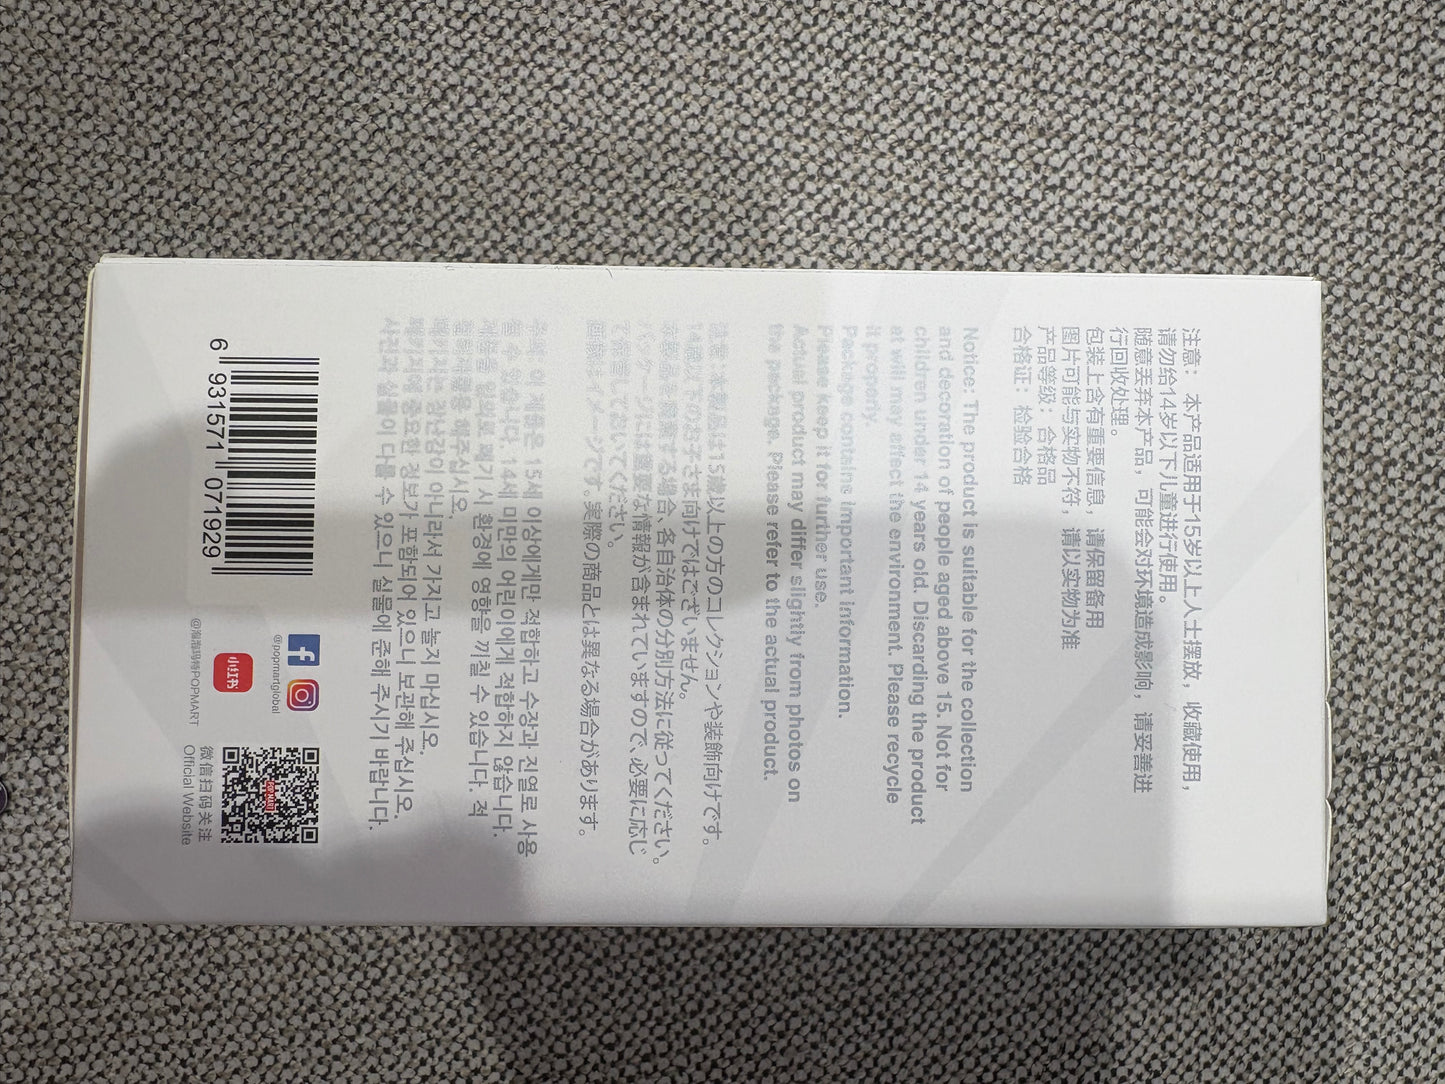 注意： 本产品适用于15岁以上人士摆放，收藏使用，
请勿给14岁以下儿童进行使用。
随意丢弃本产品，可能会对环境造成影响，请妥善进
行回收处理。
包装上含有重要信息，请保留备用
图片可能与实物不符，请以实物为准
产品等级：合格品
合格证：检验合格
Notice: The product is suitable for the collection
and decoration of people aged above 15. Not for
children under 14 years old. Discarding the product
at will may affect the environment. Please recycle
it properly.
Package contains important information.
Please keep it for further use.
Actual product may differ slightly from photos on
the package. Please refer to the actual product.
本製品は15歳以上の方のコレクションや装飾向けです。
14歳以下のお子さま向けではございません。
する場合、各自治体の分別方法に従ってください。
パッケージには重要な情報が含まれていますので、必要に応じ
て保管しておいてください。
画像はイメージです。実際の商品とは異なる場合があります。
주의: 이 제품은 15세 이상에게만 적합하고 소장과 진열로 사용
할 수 있습니다. 14세 미만의 어린이에게 적합하지 않습니다.
제품을 임의로 폐기 시 환경에 영향을 끼칠 수 있습니다. 적
주십시오.
장난감이 아니라서 가지고 놀지 마십시오.
중요한 정보가 포함되어 있으니 보관해 주십시오.
사진과 실물이 다를 수 있으니 실물에 준해 주시기 바랍니다.
6 931571 071929
f
@popmartglobal
小红书
@泡泡玛特POPMART
POP MART
微信扫码关注
Official Website